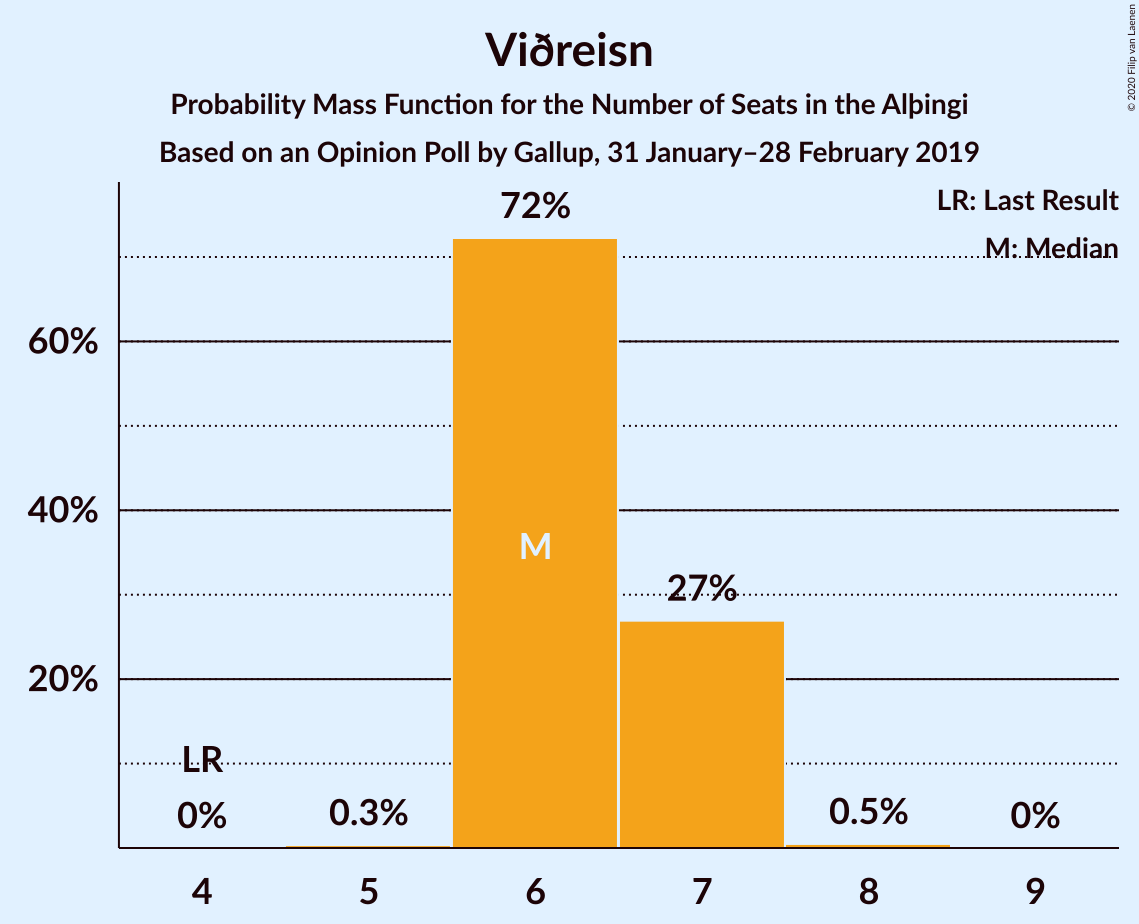 Viðreisn
Probability Mass Function for the Number of Seats in the Alþingi
Based on an Opinion Poll by Gallup, 31 January–28 February 2019
© 2020 Filip van Laenen
LR: Last Result
M: Median
72%
60%
40%
M
27%
20%
LR
0%
0.3%
0.5%
0%
4
5
6
7
8
9